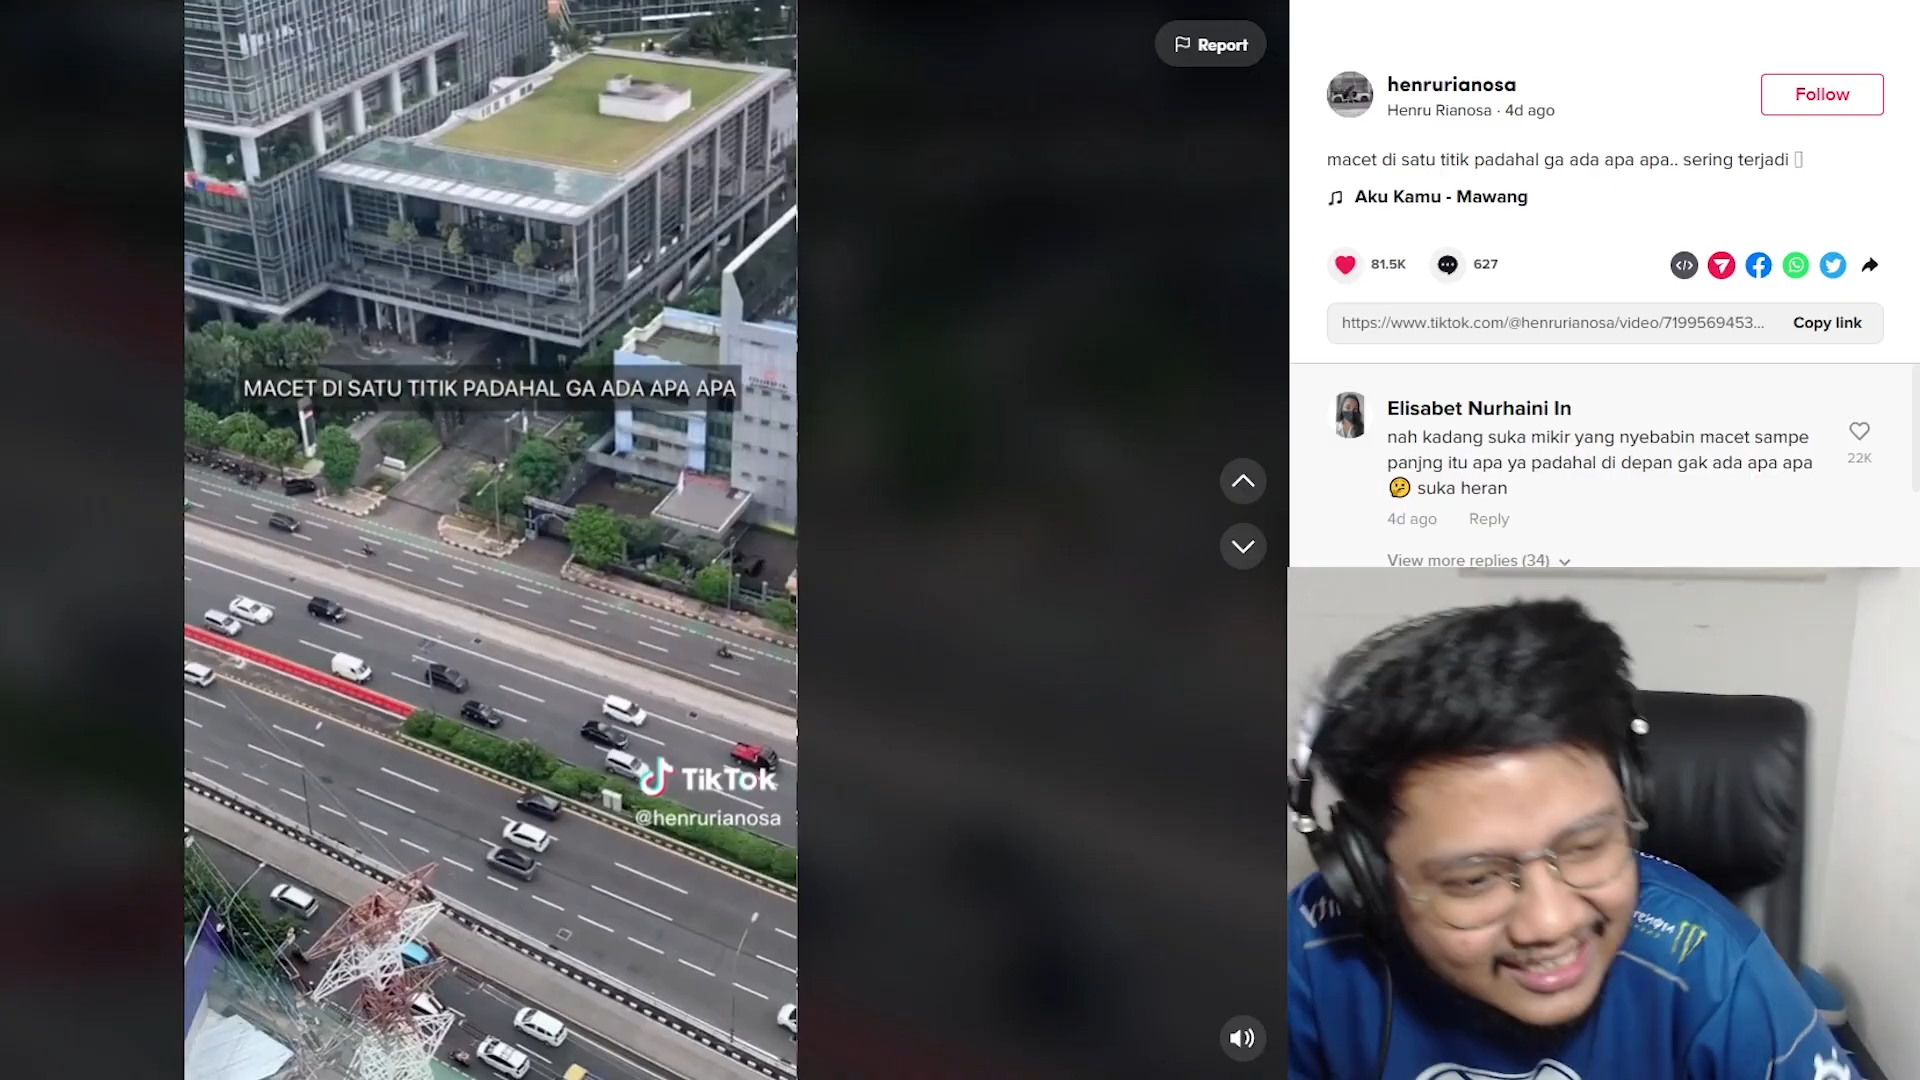 MACET DI SATU TITIK PADAHAL GA ADA APA APA
TikTok
@henrurianosa
Report
henrurianosa
Henru Rianosa · 4d ago
Follow
macet di satu titik padahal ga ada apa apa.. sering terjadi
Aku Kamu - Mawang
81.5K
627
https://www.tiktok.com/@henrurianosa/video/7199569453...
Copy link
Elisabet Nurhaini In
nah kadang suka mikir yang nyebabin macet sampe
panjng itu apa ya padahal di depan gak ada apa apa
🤔 suka heran
22K
4d ago
Reply
View more replies (34)